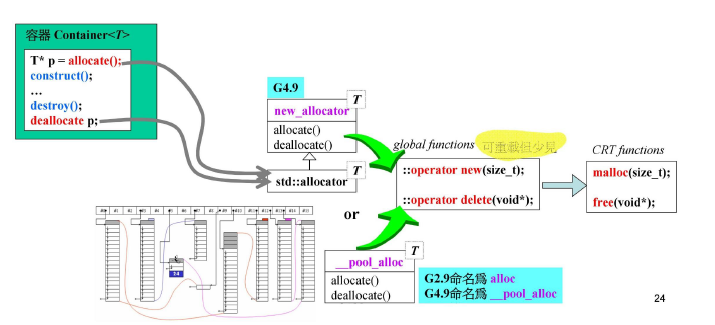 容器 Container<T>
T* p = allocate();
construct();
…
destroy();
deallocate p;
G4.9
T
new_allocator
allocate()
deallocate()
T
std::allocator
or
T
__pool_alloc
allocate()
deallocate()
G2.9命名爲 alloc
G4.9命名爲 __pool_alloc
global functions 可重載但少見
::operator new(size_t);
::operator delete(void*);
CRT functions
malloc(size_t);
free(void*);
24